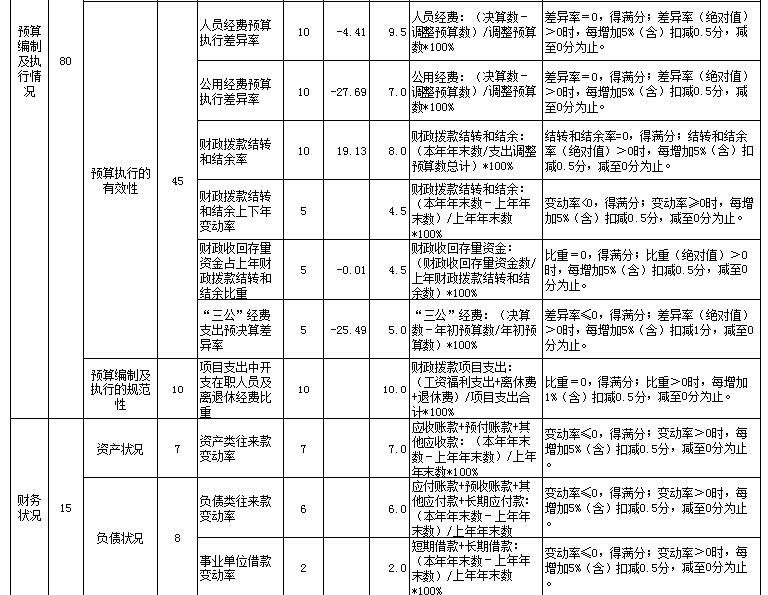 预算
编制
及执
行情
况
80
预算执行的
有效性
45
人员经费预算
执行差异率
10
-4.41
9.5
人员经费：（决算数-
调整预算数）/调整预算
数*100%
差异率＝0，得满分；差异率（绝对值）
＞0时，每增加5%（含）扣减0.5分，减
至0分为止。
公用经费预算
执行差异率
10
-27.69
7.0
公用经费：（决算数-
调整预算数）/调整预算
数*100%
差异率＝0，得满分；差异率（绝对值）
＞0时，每增加5%（含）扣减0.5分，减
至0分为止。
财政拨款结转
和结余率
10
19.13
8.0
财政拨款结转和结余：
（本年年末数/支出调整
预算数总计）*100%
结转和结余率=0，得满分；结转和结余
率（绝对值）＞0时，每增加5%（含）扣
减0.5分，减至0分为止。
财政拨款结转
和结余上下年
变动率
5
4.5
财政拨款结转和结余：
（本年年末数-上年年
末数）/上年年末数
*100%
变动率<0，得满分；变动率≥0时，每增
加5%（含）扣减0.5分，减至0分为止。
财政收回存量
资金占上年财
政拨款结转和
结余比重
5
-0.01
4.5
财政收回存量资金：
（财政收回存量资金数/
上年财政拨款结转和结
余数）*100%
比重＝0，得满分；比重（绝对值）＞0
时，每增加5%（含）扣减0.5分，减至0
分为止。
“三公”经费
支出预决算差
异率
5
-25.49
5.0
“三公”经费：（决算
数-年初预算数/年初预
算数）*100%
差异率≤0，得满分；差异率（绝对值）
＞0时，每增加5%（含）扣减1分，减至0
分为止。
预算编制及
执行的规范
性
10
项目支出中开
支在职人员及
离退休经费比
重
10
10.0
财政拨款项目支出：
（工资福利支出+离休费
+退休费）/项目支出合
计*100%
比重＝0，得满分；比重＞0时，每增加
1%（含）扣减0.5分，减至0分为止。
财务
状况
15
资产状况
7
资产类往来款
变动率
7
7.0
应收账款+预付账款+其
他应收款：（本年年末
数-上年年末数）/上年
年末数*100%
变动率≤0，得满分；变动率＞0时，每
增加5%（含）扣减0.5分，减至0分为止
。
负债状况
8
负债类往来款
变动率
6
6.0
应付账款+预收账款+其
他应付款+长期应付款：
（本年年末数-上年年
末数）/上年年末数
变动率≤0，得满分；变动率＞0时，每
增加5%（含）扣减0.5分，减至0分为止
。
事业单位借款
变动率
2
2.0
短期借款+长期借款：
（本年年末数-上年年
末数）/上年年末数
*100%
变动率≤0，得满分；变动率＞0时，每
增加5%（含）扣减0.5分，减至0分为止
。